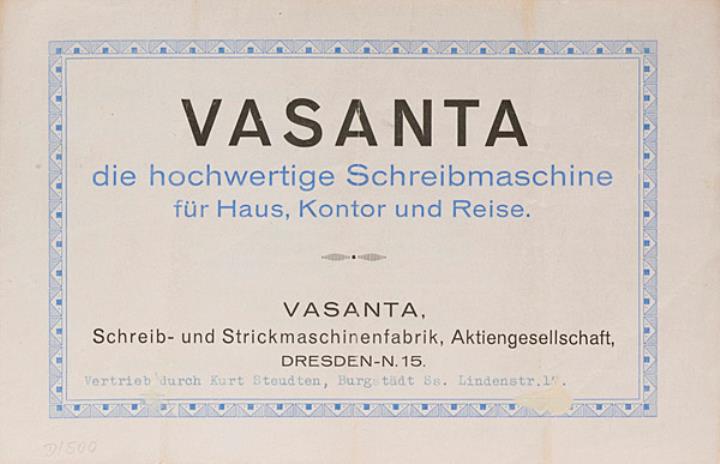 VASANTA
die hochwertige Schreibmaschine
für Haus, Kontor und Reise.
VASANTA,
Schreib- und Strickmaschinenfabrik, Aktiengesellschaft,
DRESDEN-N. 15.
Vertrieb durch Kurt Steudten, Burgstädt Sa. Lindenstr.
D1500